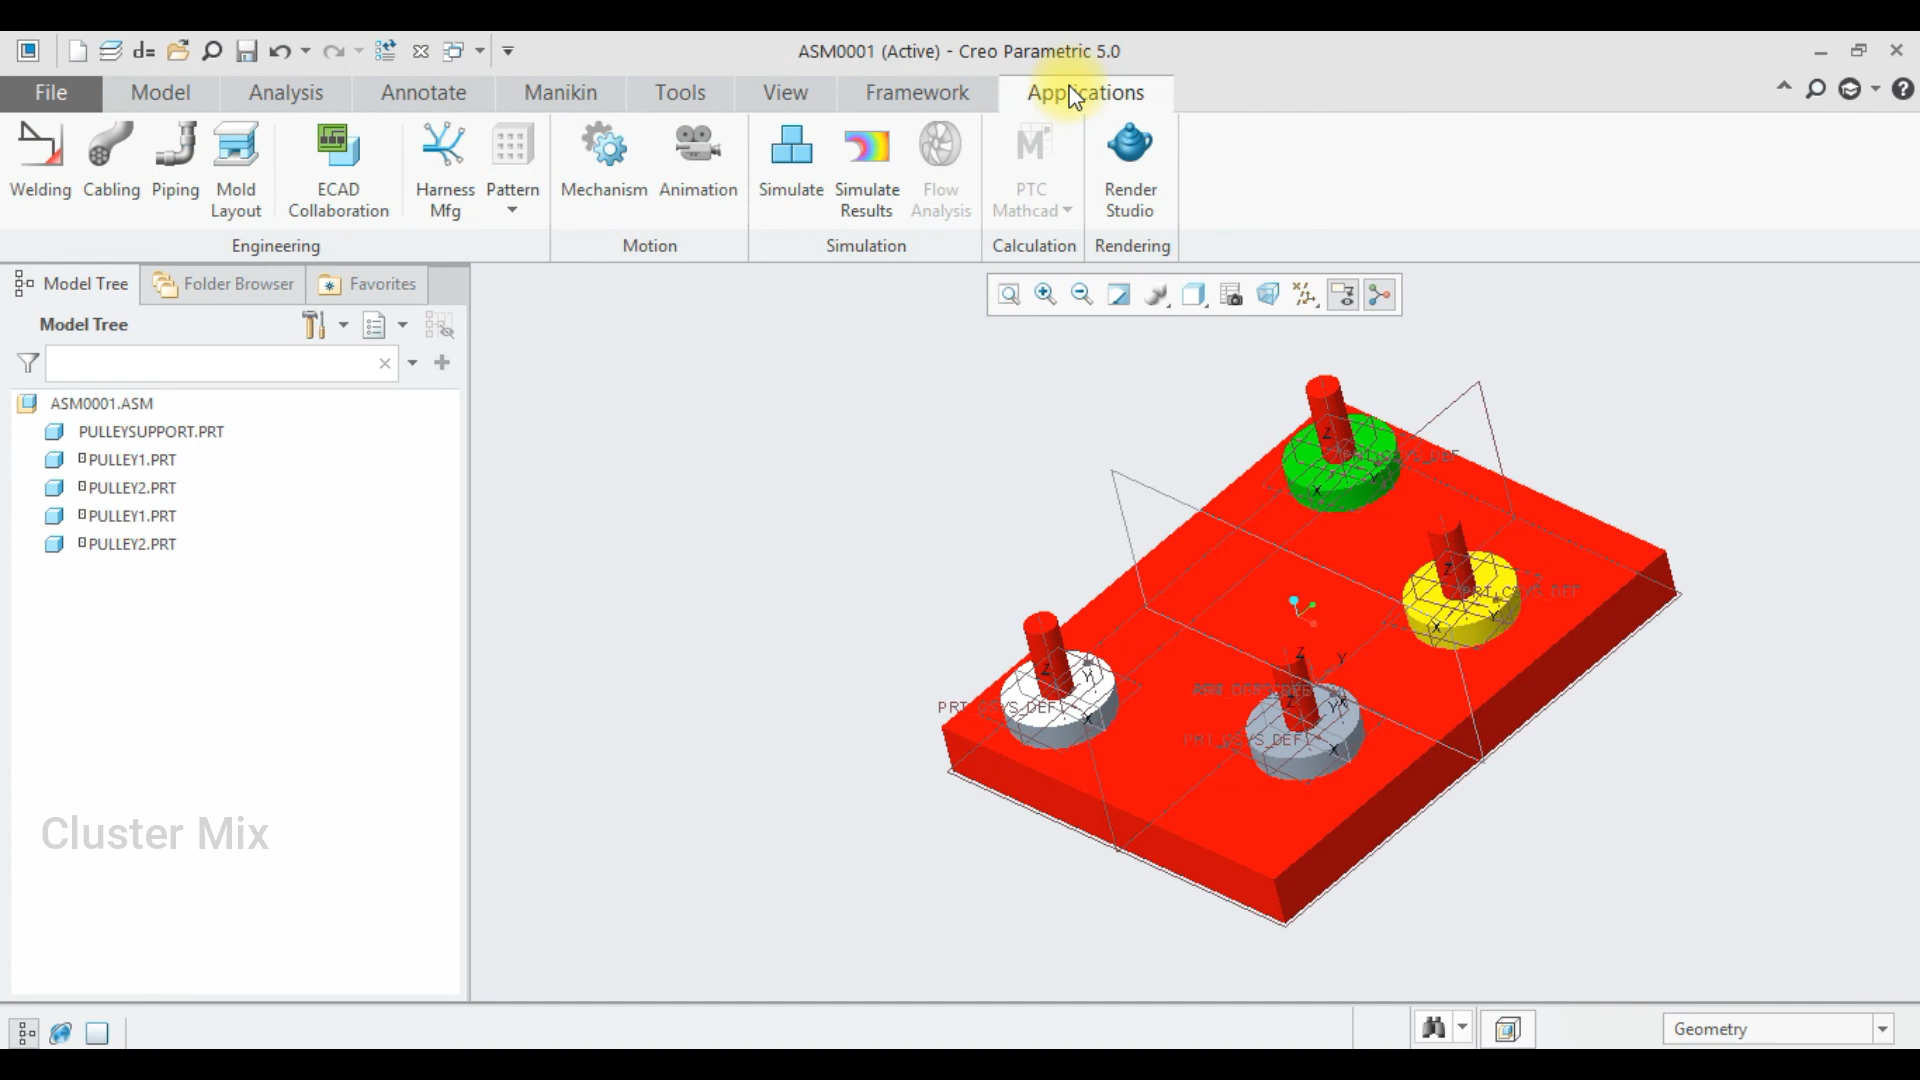 d=
ASM0001 (Active) - Creo Parametric 5.0
File
Model
Analysis
Annotate
Manikin
Tools
View
Framework
Applications
Welding
Cabling
Piping
Mold
Layout
ECAD
Collaboration
Harness
Mfg
Pattern
Mechanism
Animation
Simulate
Simulate
Results
Flow
Analysis
PTC
Mathcad
Render
Studio
Engineering
Motion
Simulation
Calculation
Rendering
Model Tree
Folder Browser
Favorites
Model Tree
ASM0001.ASM
PULLEYSUPPORT.PRT
PULLEY1.PRT
PULLEY2.PRT
PULLEY1.PRT
PULLEY2.PRT
Z
PRT_CSYS_DEF
X
Y
Z
PRT_CSYS_DEF
X
Y
Z
Y
PRT_CSYS_DEF
X
Z
Y
Z
Y
X
PRT_CSYS_DEF
X
Cluster Mix
Geometry